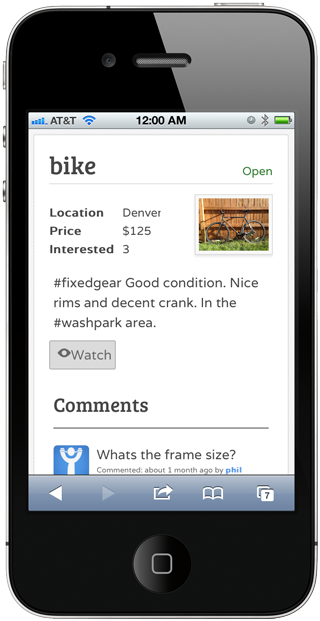 AT&T 12:00 AM
bike
Open
Location Denver
Price $125
Interested 3
#fixedgear Good condition. Nice
rims and decent crank. In the
#washpark area.
Watch
Comments
Whats the frame size?
Commented: about 1 month ago by phil
7